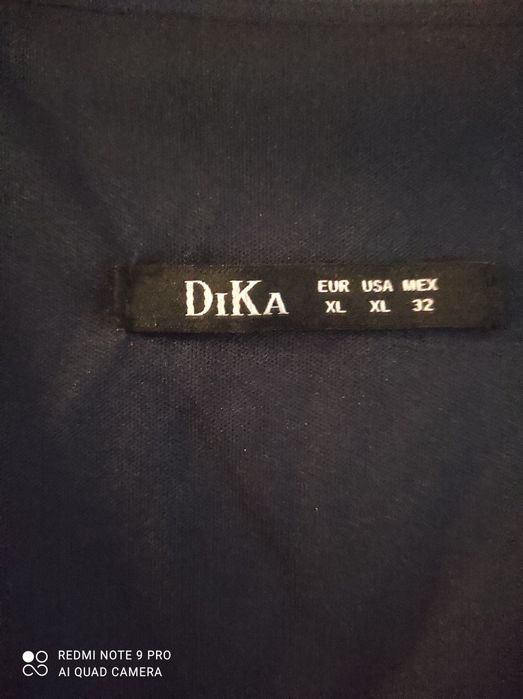 DIKA
EUR USA MEX
XL XL 32
REDMI NOTE 9 PRO
AI QUAD CAMERA